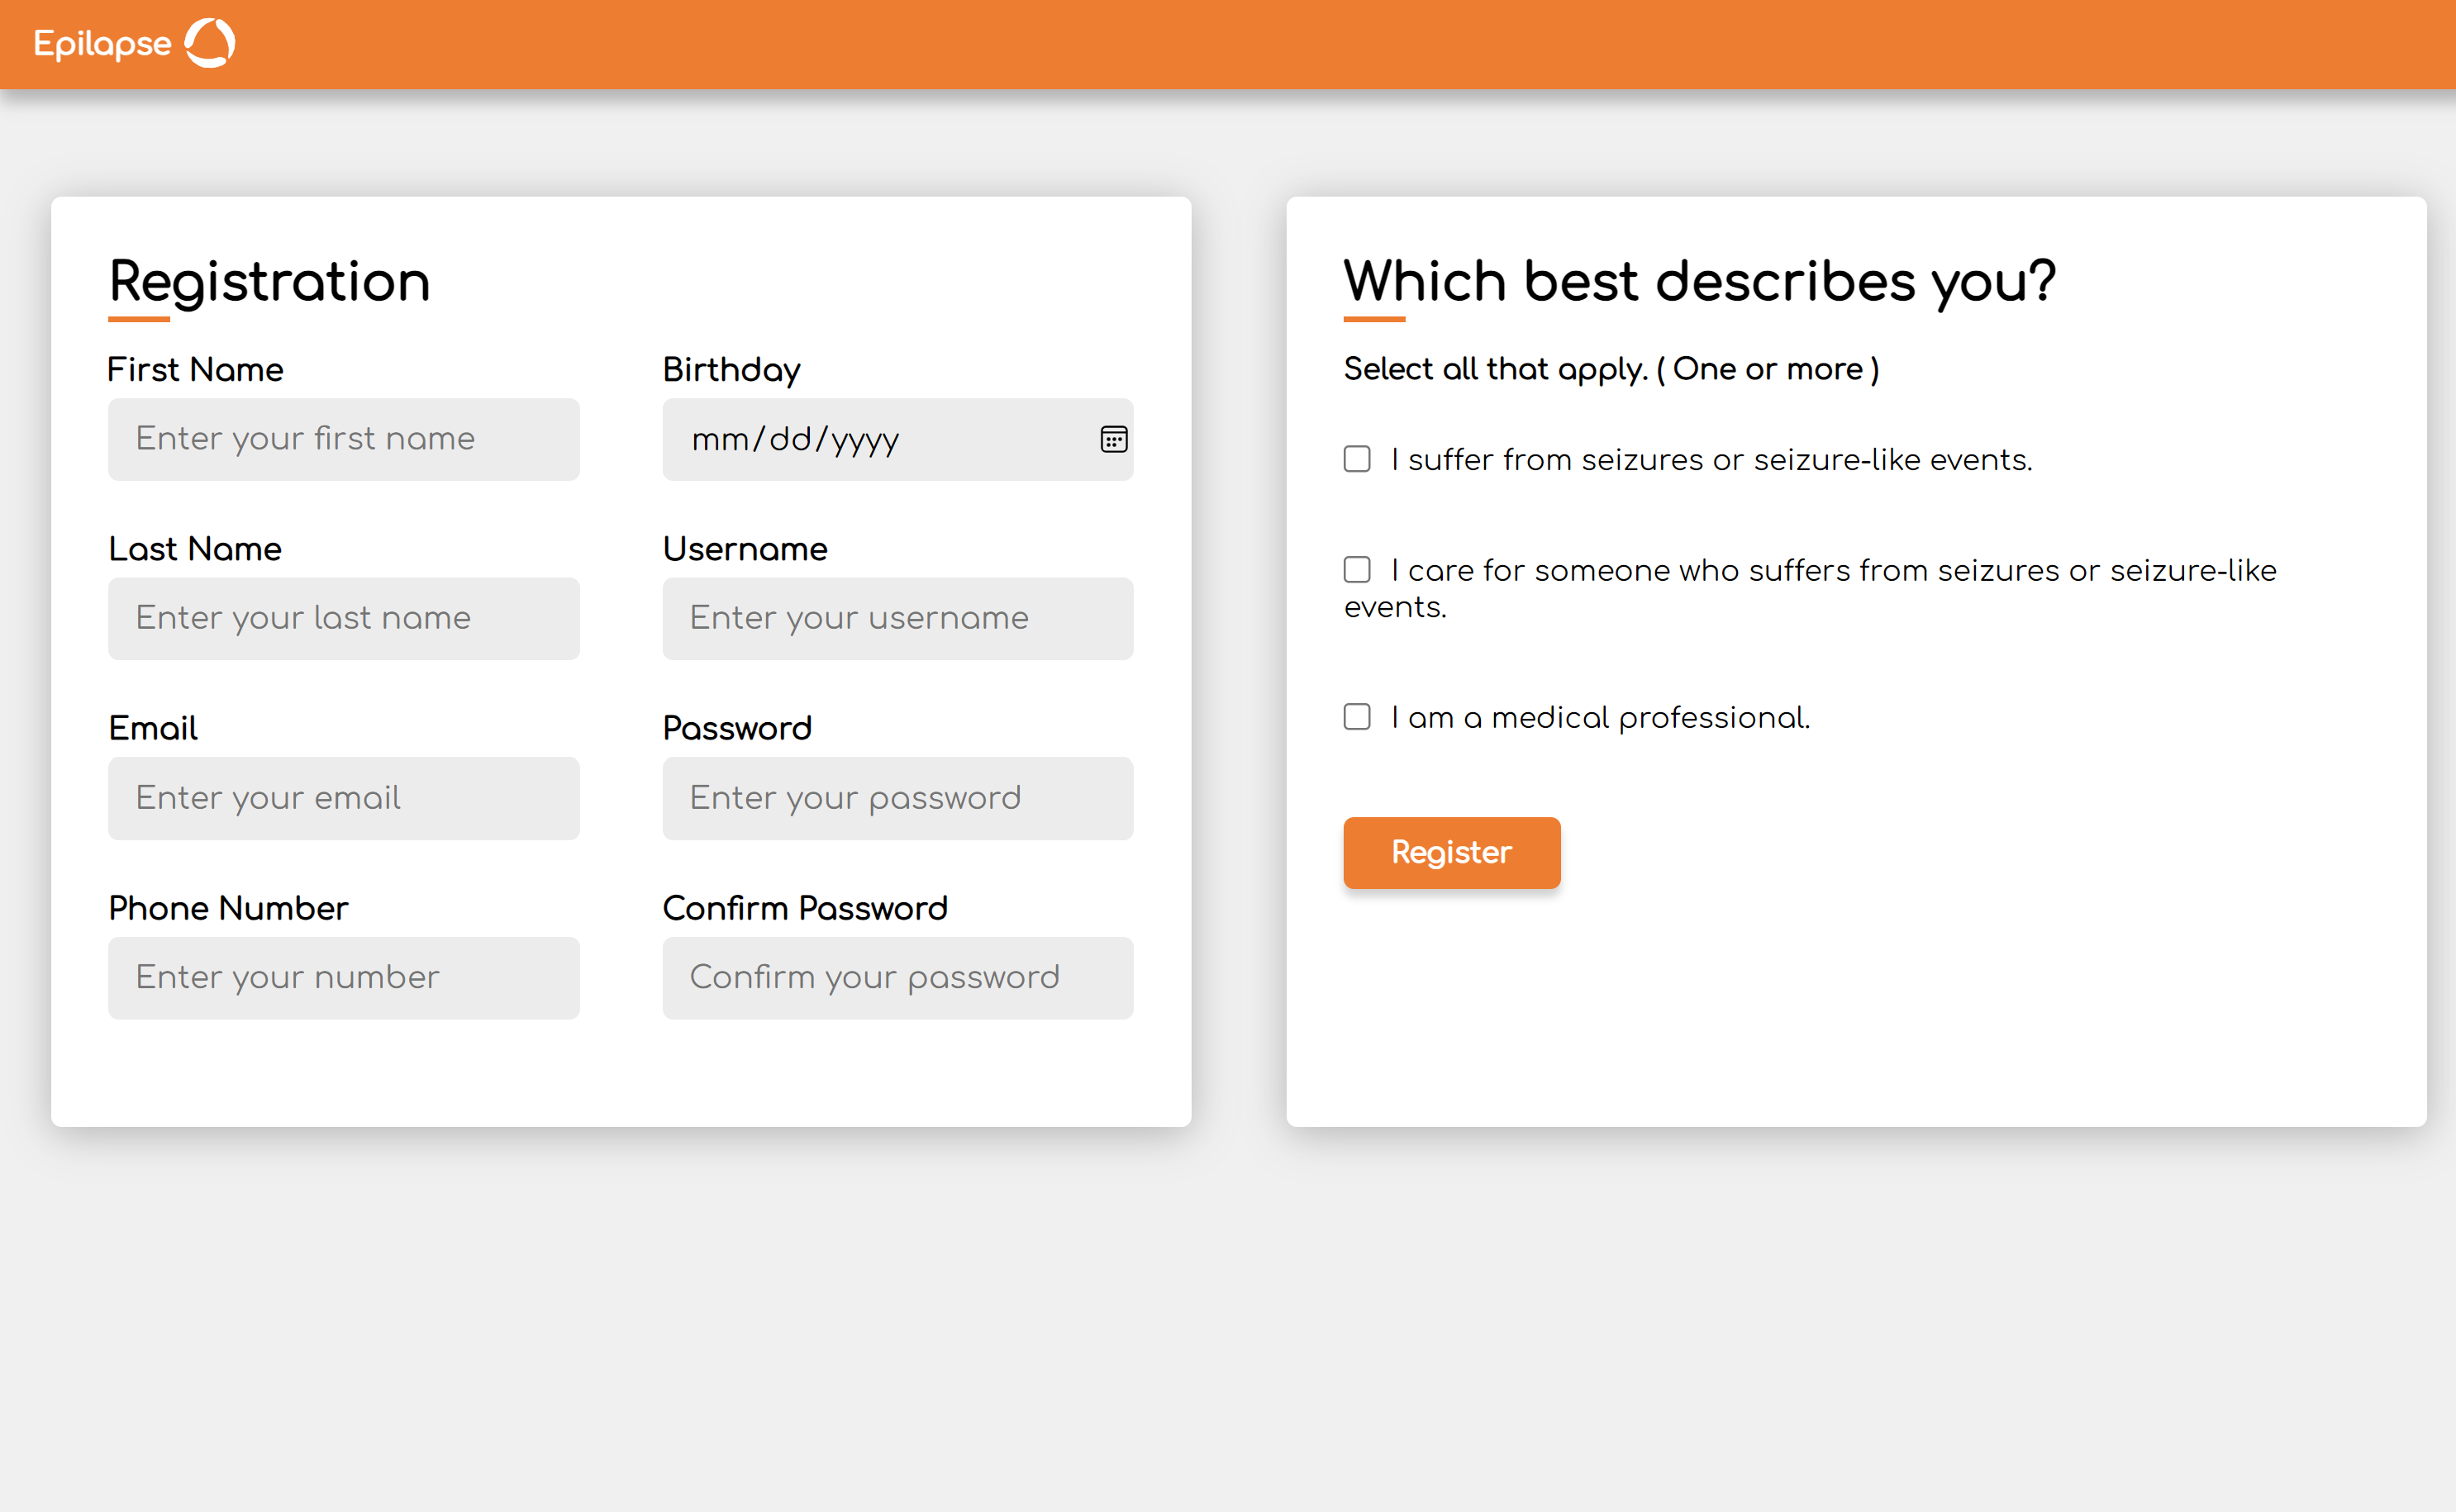 Epilapse
Registration
First Name
Enter your first name
Birthday
mm/dd/yyyy
Last Name
Enter your last name
Username
Enter your username
Email
Enter your email
Password
Enter your password
Phone Number
Enter your number
Confirm Password
Confirm your password
Which best describes you?
Select all that apply. ( One or more )
I suffer from seizures or seizure-like events.
I care for someone who suffers from seizures or seizure-like
events.
I am a medical professional.
Register